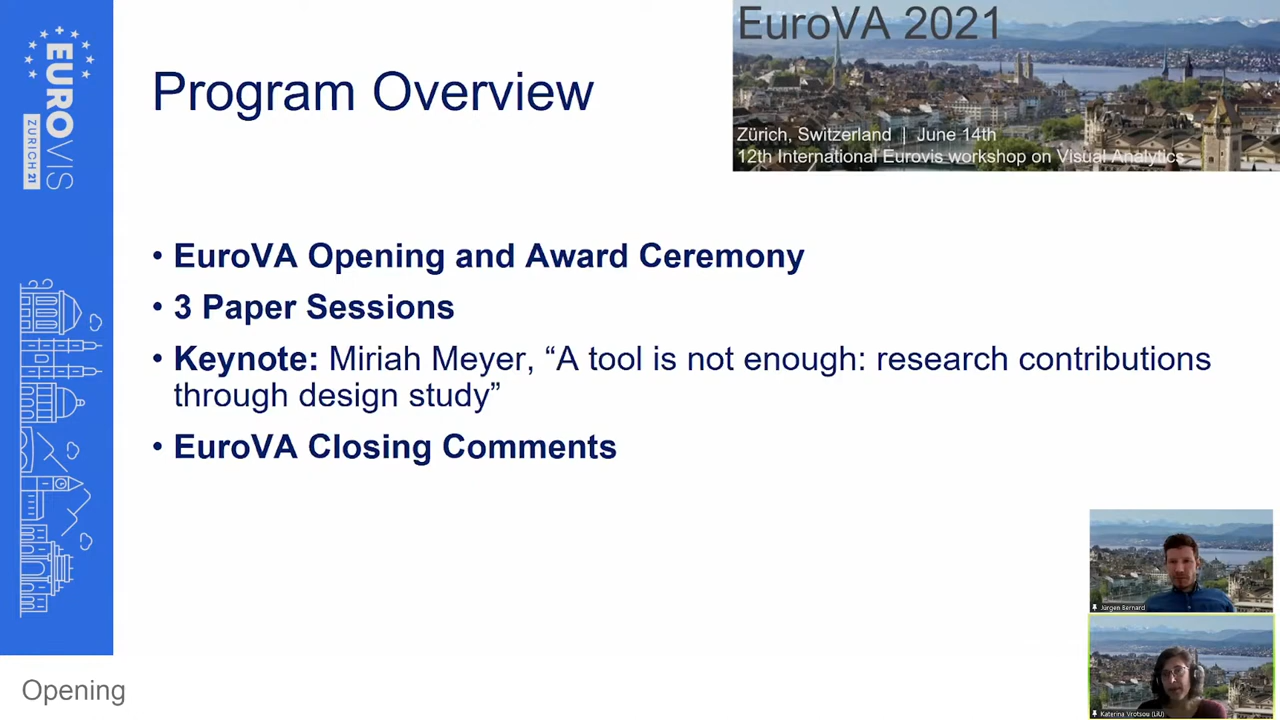 EUROVIS
ZURICH 21
EuroVA 2021
Zürich, Switzerland | June 14th
12th International Eurovis workshop on Visual Analytics
Program Overview
• EuroVA Opening and Award Ceremony
• 3 Paper Sessions
• Keynote: Miriah Meyer, “A tool is not enough: research contributions
through design study”
• EuroVA Closing Comments
Jürgen Bernard
Katerina Vrotsou (LiU)
Opening